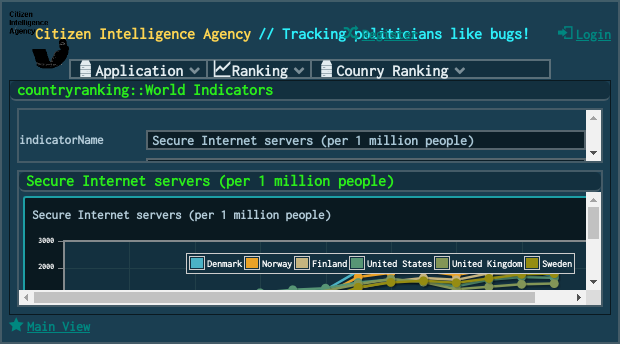 Citizen
Intelligence
Agency
Citizen Intelligence Agency // Tracking politicians like bugs!
Register
Login
Application
Ranking
Counry Ranking
countryranking::World Indicators
indicatorName
Secure Internet servers (per 1 million people)
Secure Internet servers (per 1 million people)
Secure Internet servers (per 1 million people)
3000
Denmark Norway Finland United States United Kingdom Sweden
2000
Main View